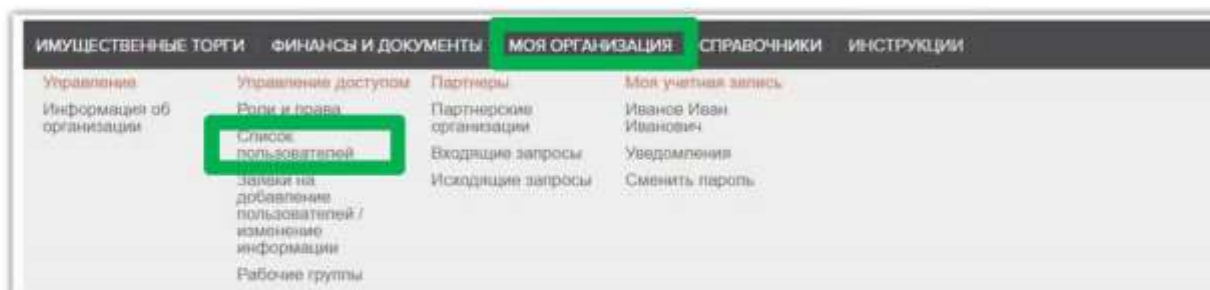 ИМУЩЕСТВЕННЫЕ ТОРГИ ФИНАНСЫ И ДОКУМЕНТЫ МОЯ ОРГАНИЗАЦИЯ СПРАВОЧНИКИ ИНСТРУКЦИИ
Управление
Информация об
организации
Управление доступом
Роли и права
Список
пользователей
Заявки на
добавление
пользователей /
изменение
информации
Рабочие группы
Партнеры
Партнерские
организации
Входящие запросы
Исходящие запросы
Моя учетная запись
Иванов Иван
Иванович
Уведомления
Сменить пароль